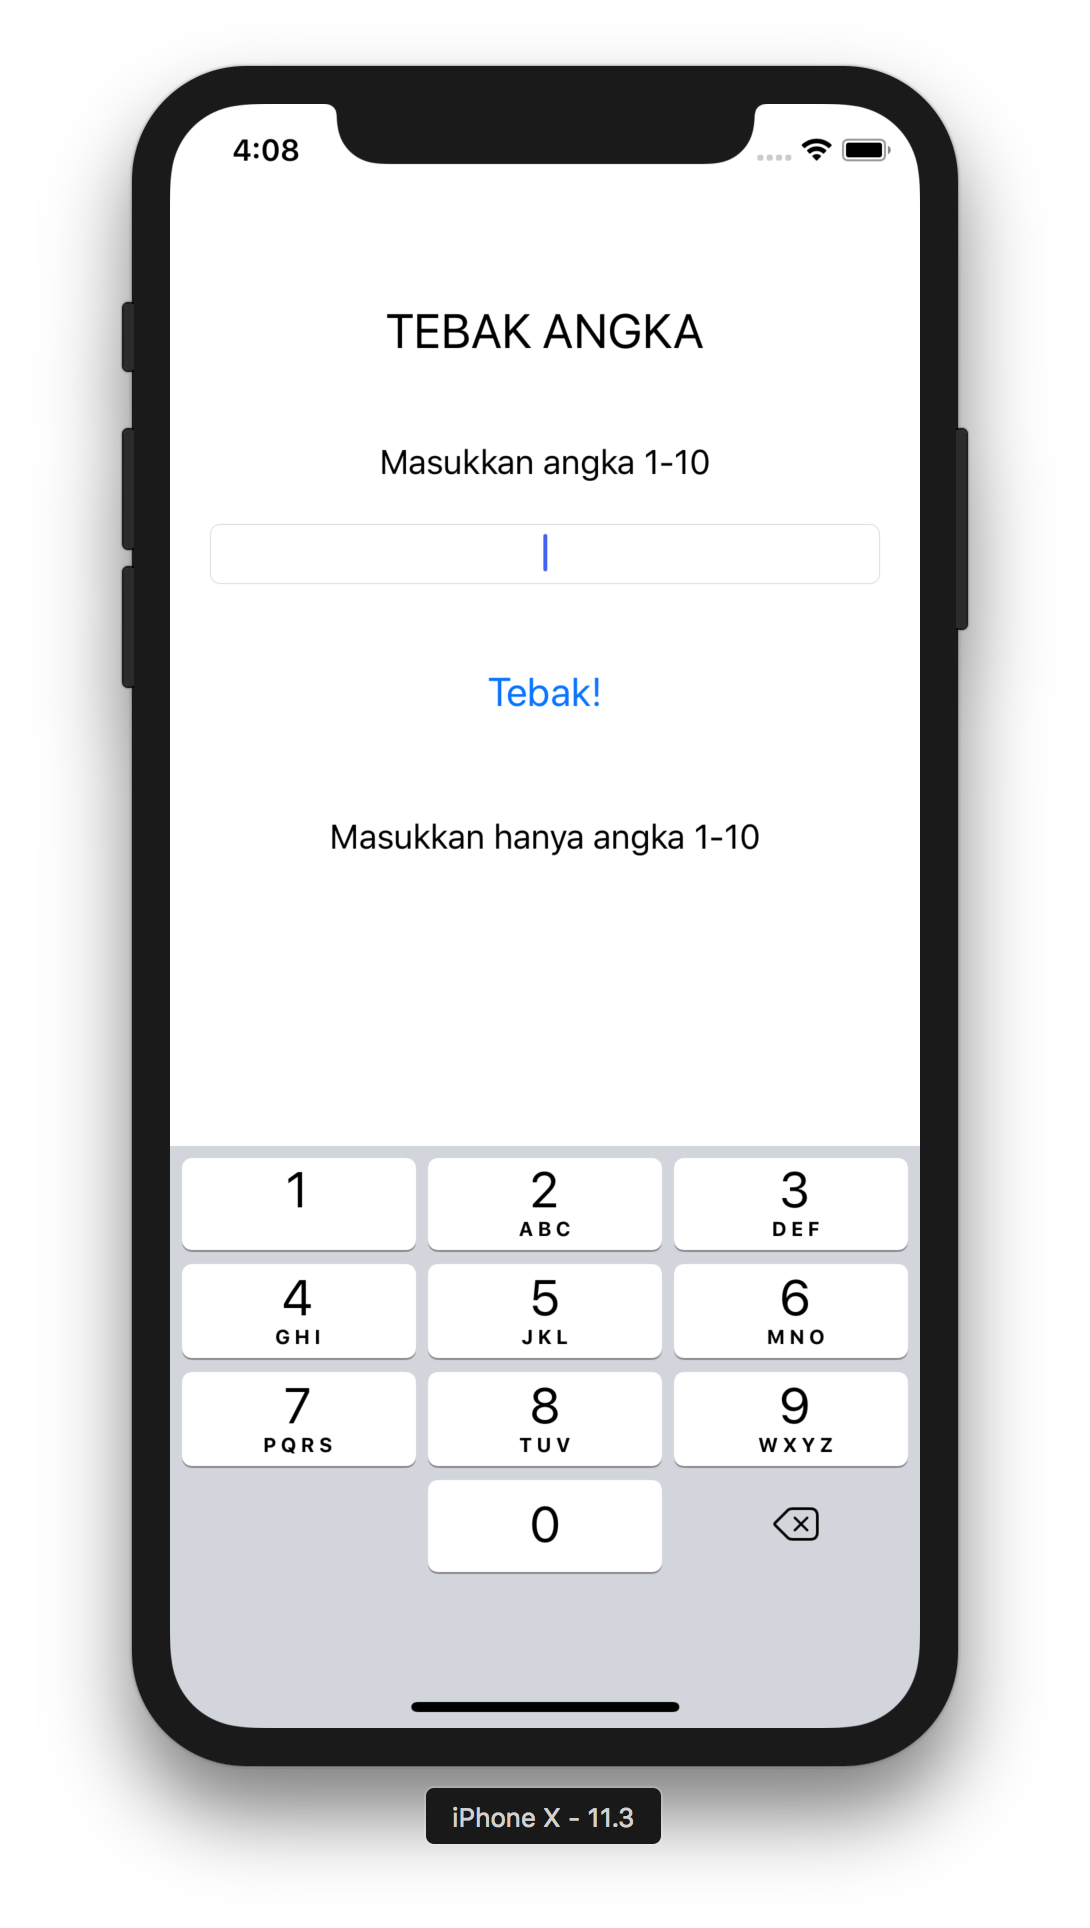 4:08
TEBAK ANGKA
Masukkan angka 1-10
Tebak!
Masukkan hanya angka 1-10
1 2 3
ABC DEF
4 5 6
GHI JKL MNO
7 8 9
PQRS TUV WXYZ
0
iPhone X - 11.3